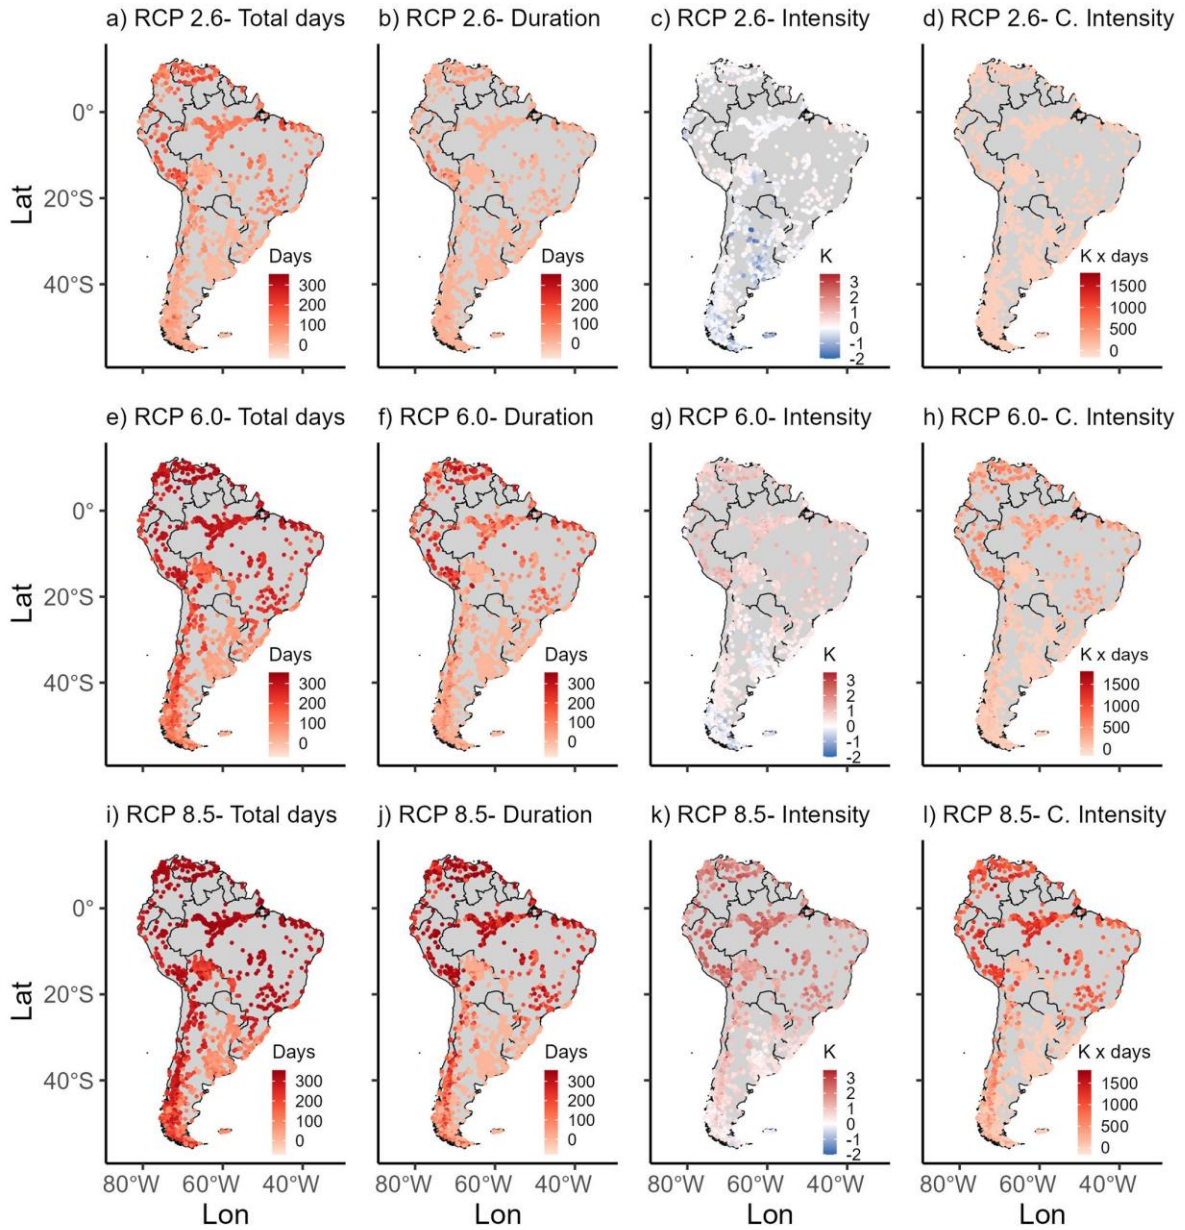 a) RCP 2.6- Total days
b) RCP 2.6- Duration
c) RCP 2.6- Intensity
d) RCP 2.6- C. Intensity
Lat
0°
20°S
40°S
Days
300
200
100
0
Days
300
200
100
0
K
3
2
1
0
-1
-2
K x days
1500
1000
500
0
e) RCP 6.0- Total days
f) RCP 6.0- Duration
g) RCP 6.0- Intensity
h) RCP 6.0- C. Intensity
Lat
0°
20°S
40°S
Days
300
200
100
0
Days
300
200
100
0
K
3
2
1
0
-1
-2
K x days
1500
1000
500
0
i) RCP 8.5- Total days
j) RCP 8.5- Duration
k) RCP 8.5- Intensity
l) RCP 8.5- C. Intensity
Lat
0°
20°S
40°S
Days
300
200
100
0
Days
300
200
100
0
K
3
2
1
0
-1
-2
K x days
1500
1000
500
0
80°W 60°W 40°W
80°W 60°W 40°W
80°W 60°W 40°W
80°W 60°W 40°W
Lon
Lon
Lon
Lon